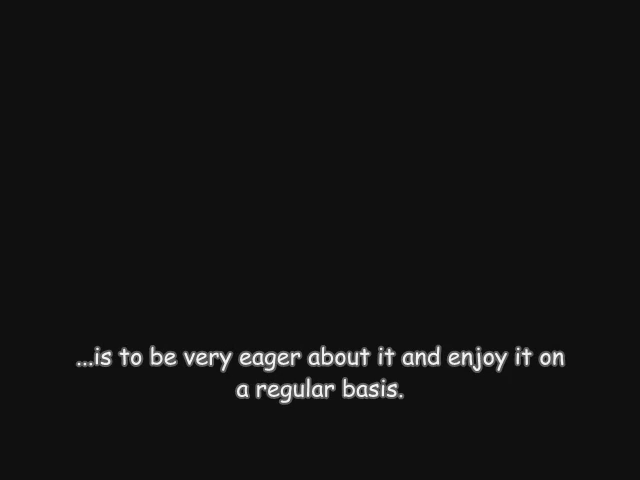 ...is to be very eager about it and enjoy it on
a regular basis.